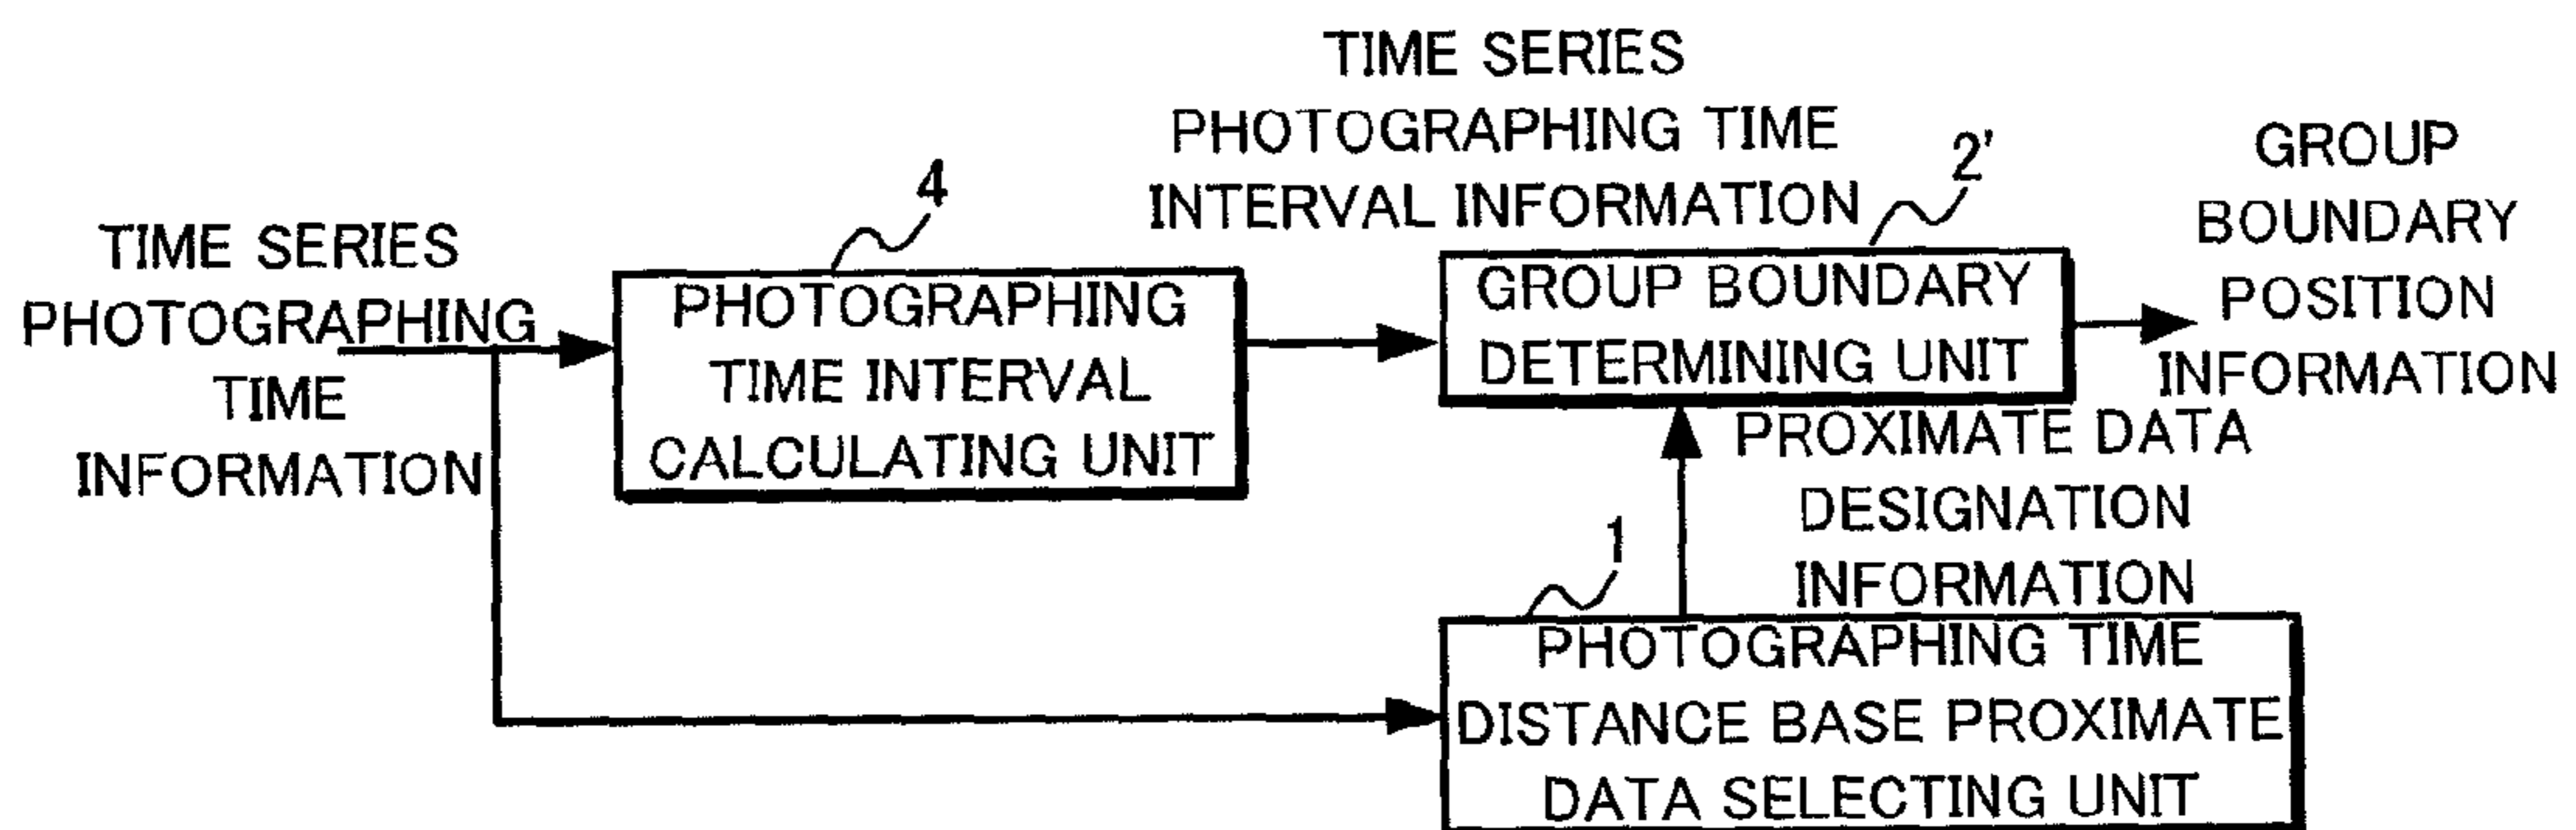 TIME SERIES
PHOTOGRAPHING
TIME
INFORMATION
4
PHOTOGRAPHING
TIME INTERVAL
CALCULATING UNIT
TIME SERIES
PHOTOGRAPHING TIME
INTERVAL INFORMATION
2'
GROUP BOUNDARY
DETERMINING UNIT
GROUP
BOUNDARY
POSITION
INFORMATION
PROXIMATE DATA
DESIGNATION
INFORMATION
1
PHOTOGRAPHING TIME
DISTANCE BASE PROXIMATE
DATA SELECTING UNIT